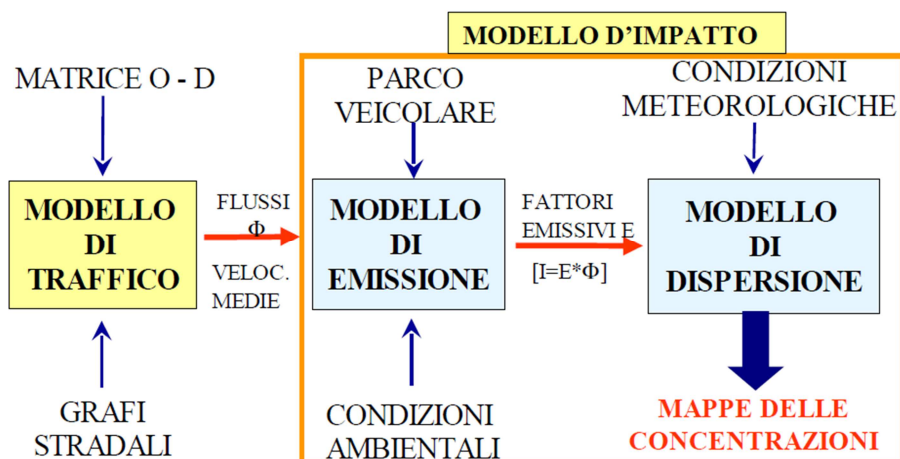 MODELLO D'IMPATTO
MATRICE O - D
PARCO
VEICOLARE
CONDIZIONI
METEOROLOGICHE
MODELLO
DI
TRAFFICO
FLUSSI
Φ
VELOC.
MEDIE
MODELLO
DI
EMISSIONE
FATTORI
EMISSIVI E
[I=E*Φ]
MODELLO
DI
DISPERSIONE
GRAFI
STRADALI
CONDIZIONI
AMBIENTALI
MAPPE DELLE
CONCENTRAZIONI